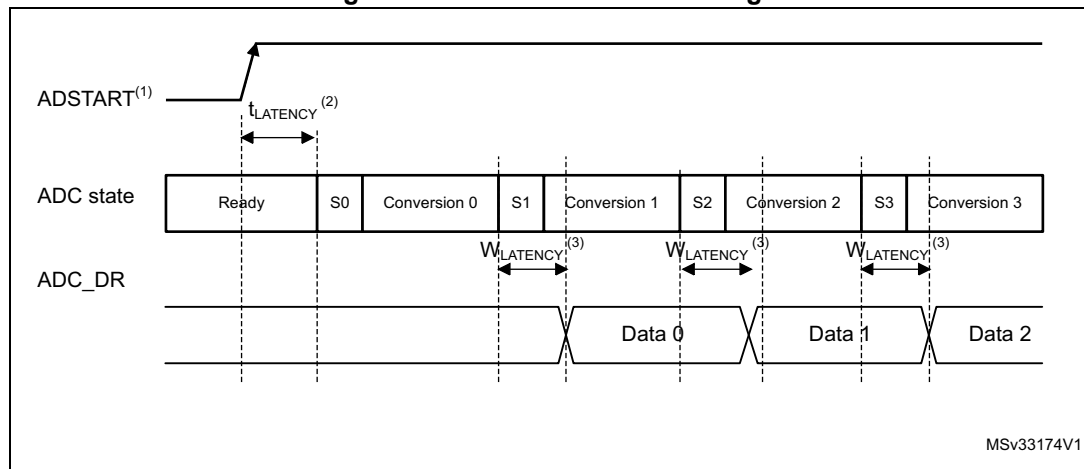 ADSTART(1)
tLATENCY(2)
ADC state
Ready S0 Conversion 0 S1 Conversion 1 S2 Conversion 2 S3 Conversion 3
WLATENCY(3) WLATENCY(3) WLATENCY(3)
ADC_DR
Data 0 Data 1 Data 2
MSv33174V1